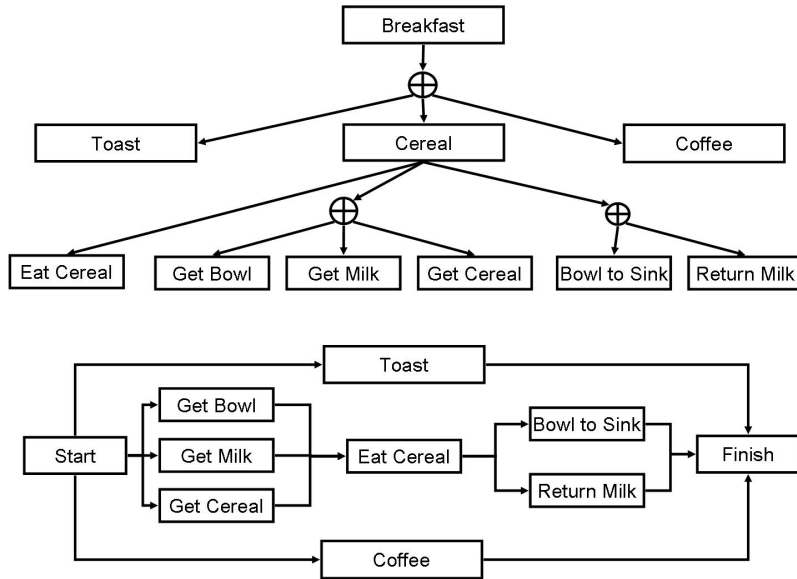 Breakfast
Toast
Cereal
Coffee
Eat Cereal
Get Bowl
Get Milk
Get Cereal
Bowl to Sink
Return Milk
Toast
Get Bowl
Bowl to Sink
Start
Get Milk
Eat Cereal
Finish
Get Cereal
Return Milk
Coffee